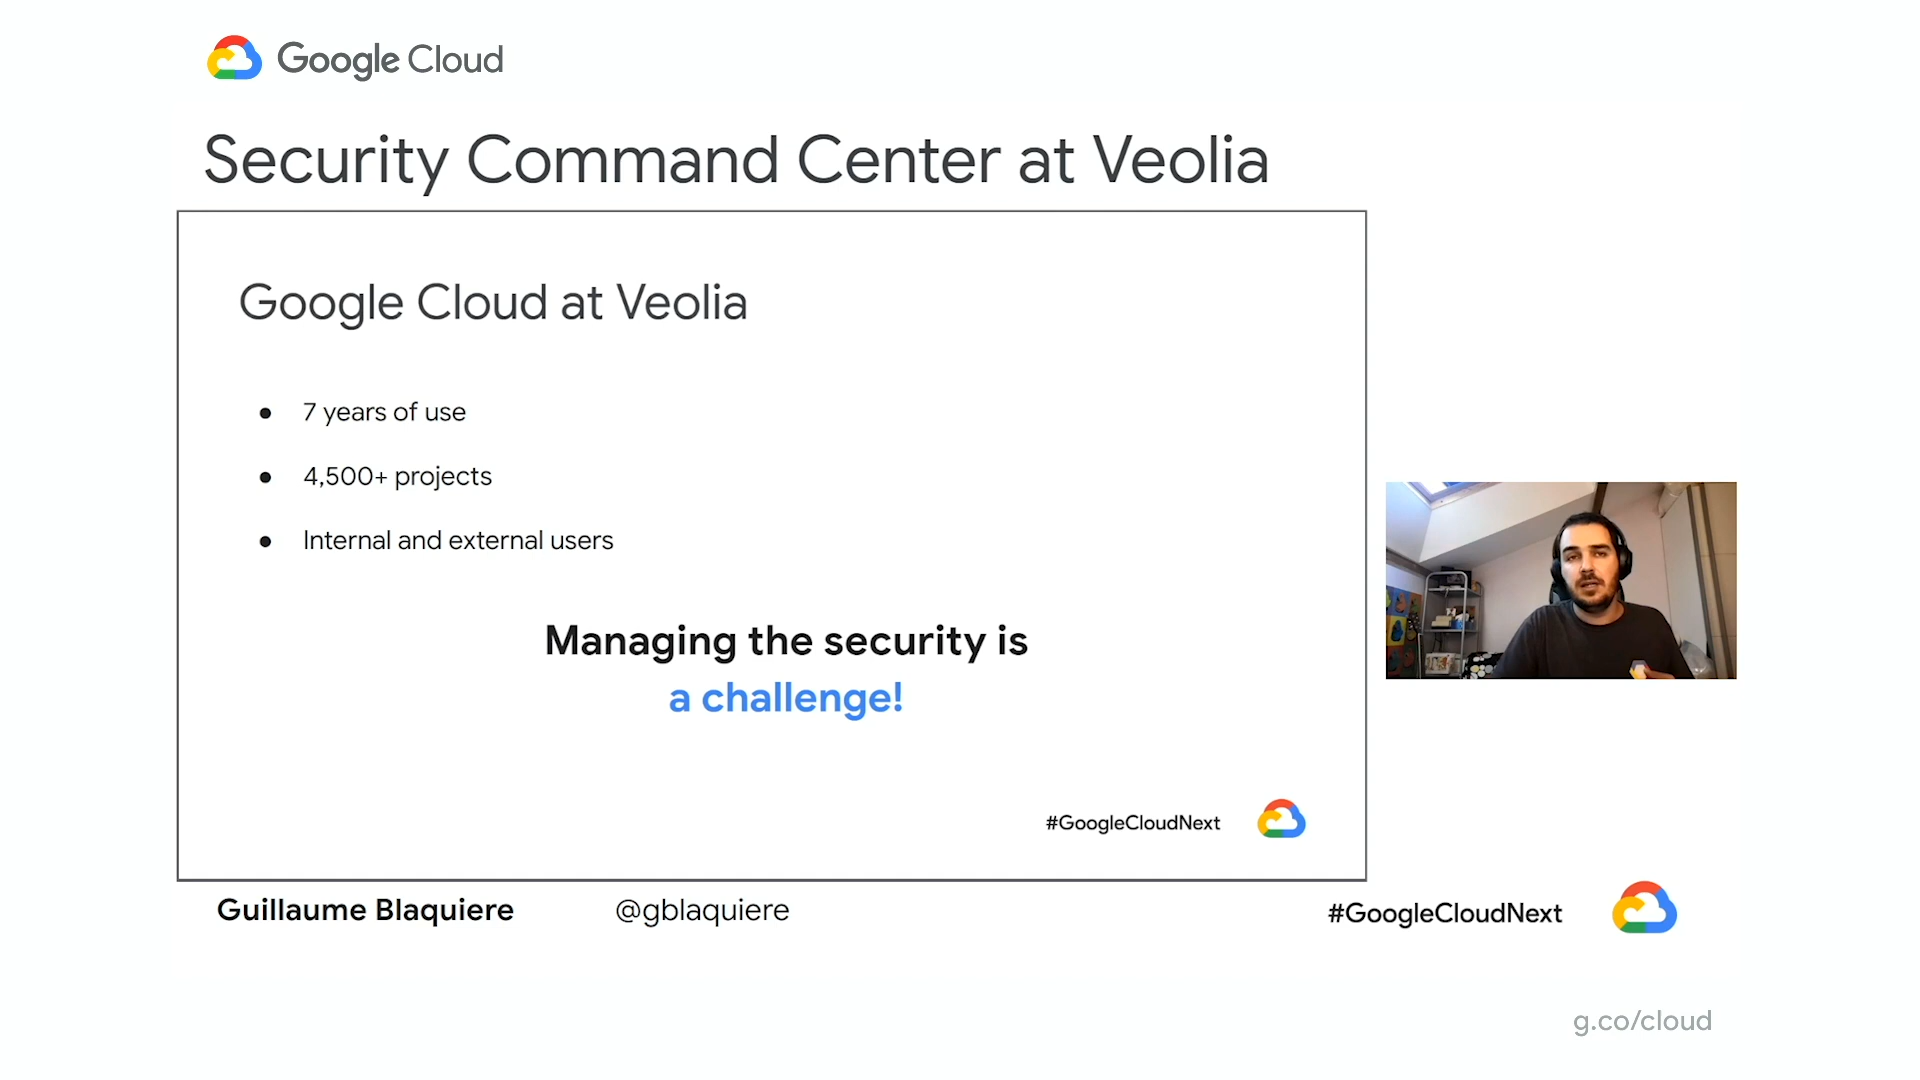 Google Cloud
Security Command Center at Veolia
Google Cloud at Veolia
● 7 years of use
● 4,500+ projects
● Internal and external users
Managing the security is
a challenge!
#GoogleCloudNext
Guillaume Blaquiere @gblaquiere
#GoogleCloudNext
g.co/cloud